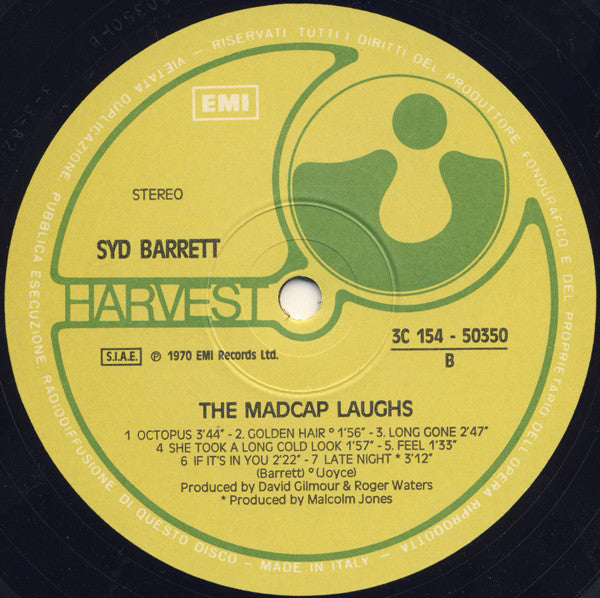 VIETATA DUPLICAZIONE - RISERVATI TUTTI I DIRITTI DEL PRODUTTORE FONOGRAFICO E DEL PROPRIETARIO DELL'OPERA RIPRODOTTA
EMI
STEREO
SYD BARRETT
HARVEST
S.I.A.E. ℗ 1970 EMI Records Ltd.
3C 154 - 50350
B
THE MADCAP LAUGHS
1 OCTOPUS 3'44" - 2. GOLDEN HAIR ° 1'56" - 3. LONG GONE 2'47"
4 SHE TOOK A LONG COLD LOOK 1'57" - 5. FEEL 1'33"
6 IF IT'S IN YOU 2'22" - 7 LATE NIGHT * 3'12"
(Barrett) ° (Joyce)
Produced by David Gilmour & Roger Waters
* Produced by Malcolm Jones
PUBBLICA ESECUZIONE RADIODIFFUSIONE DI QUESTO DISCO - MADE IN ITALY -